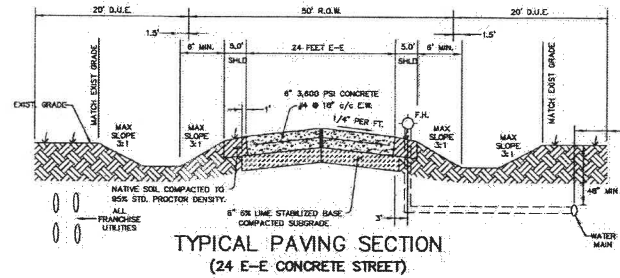 20' D.U.E.
50' R.O.W.
20' D.U.E.
1.5'
1.5'
6' MIN.
5.0'
24 FEET E-E
5.0'
6' MIN.
SHLD
SHLD
MATCH EXIST GRADE
MATCH EXIST GRADE
6" 3,600 PSI CONCRETE
#4 @ 18" c/c E.W.
1/4" PER FT.
1'
F.H.
EXIST. GRADE
MAX SLOPE 3:1
MAX SLOPE 3:1
MAX SLOPE 3:1
MAX SLOPE 3:1
NATIVE SOIL COMPACTED TO
95% STD. PROCTOR DENSITY.
6" 6% LIME STABILIZED BASE
COMPACTED SUBGRADE.
3'
48" MIN.
ALL
FRANCHISE
UTILITIES
WATER
MAIN
TYPICAL PAVING SECTION
(24 E-E CONCRETE STREET)